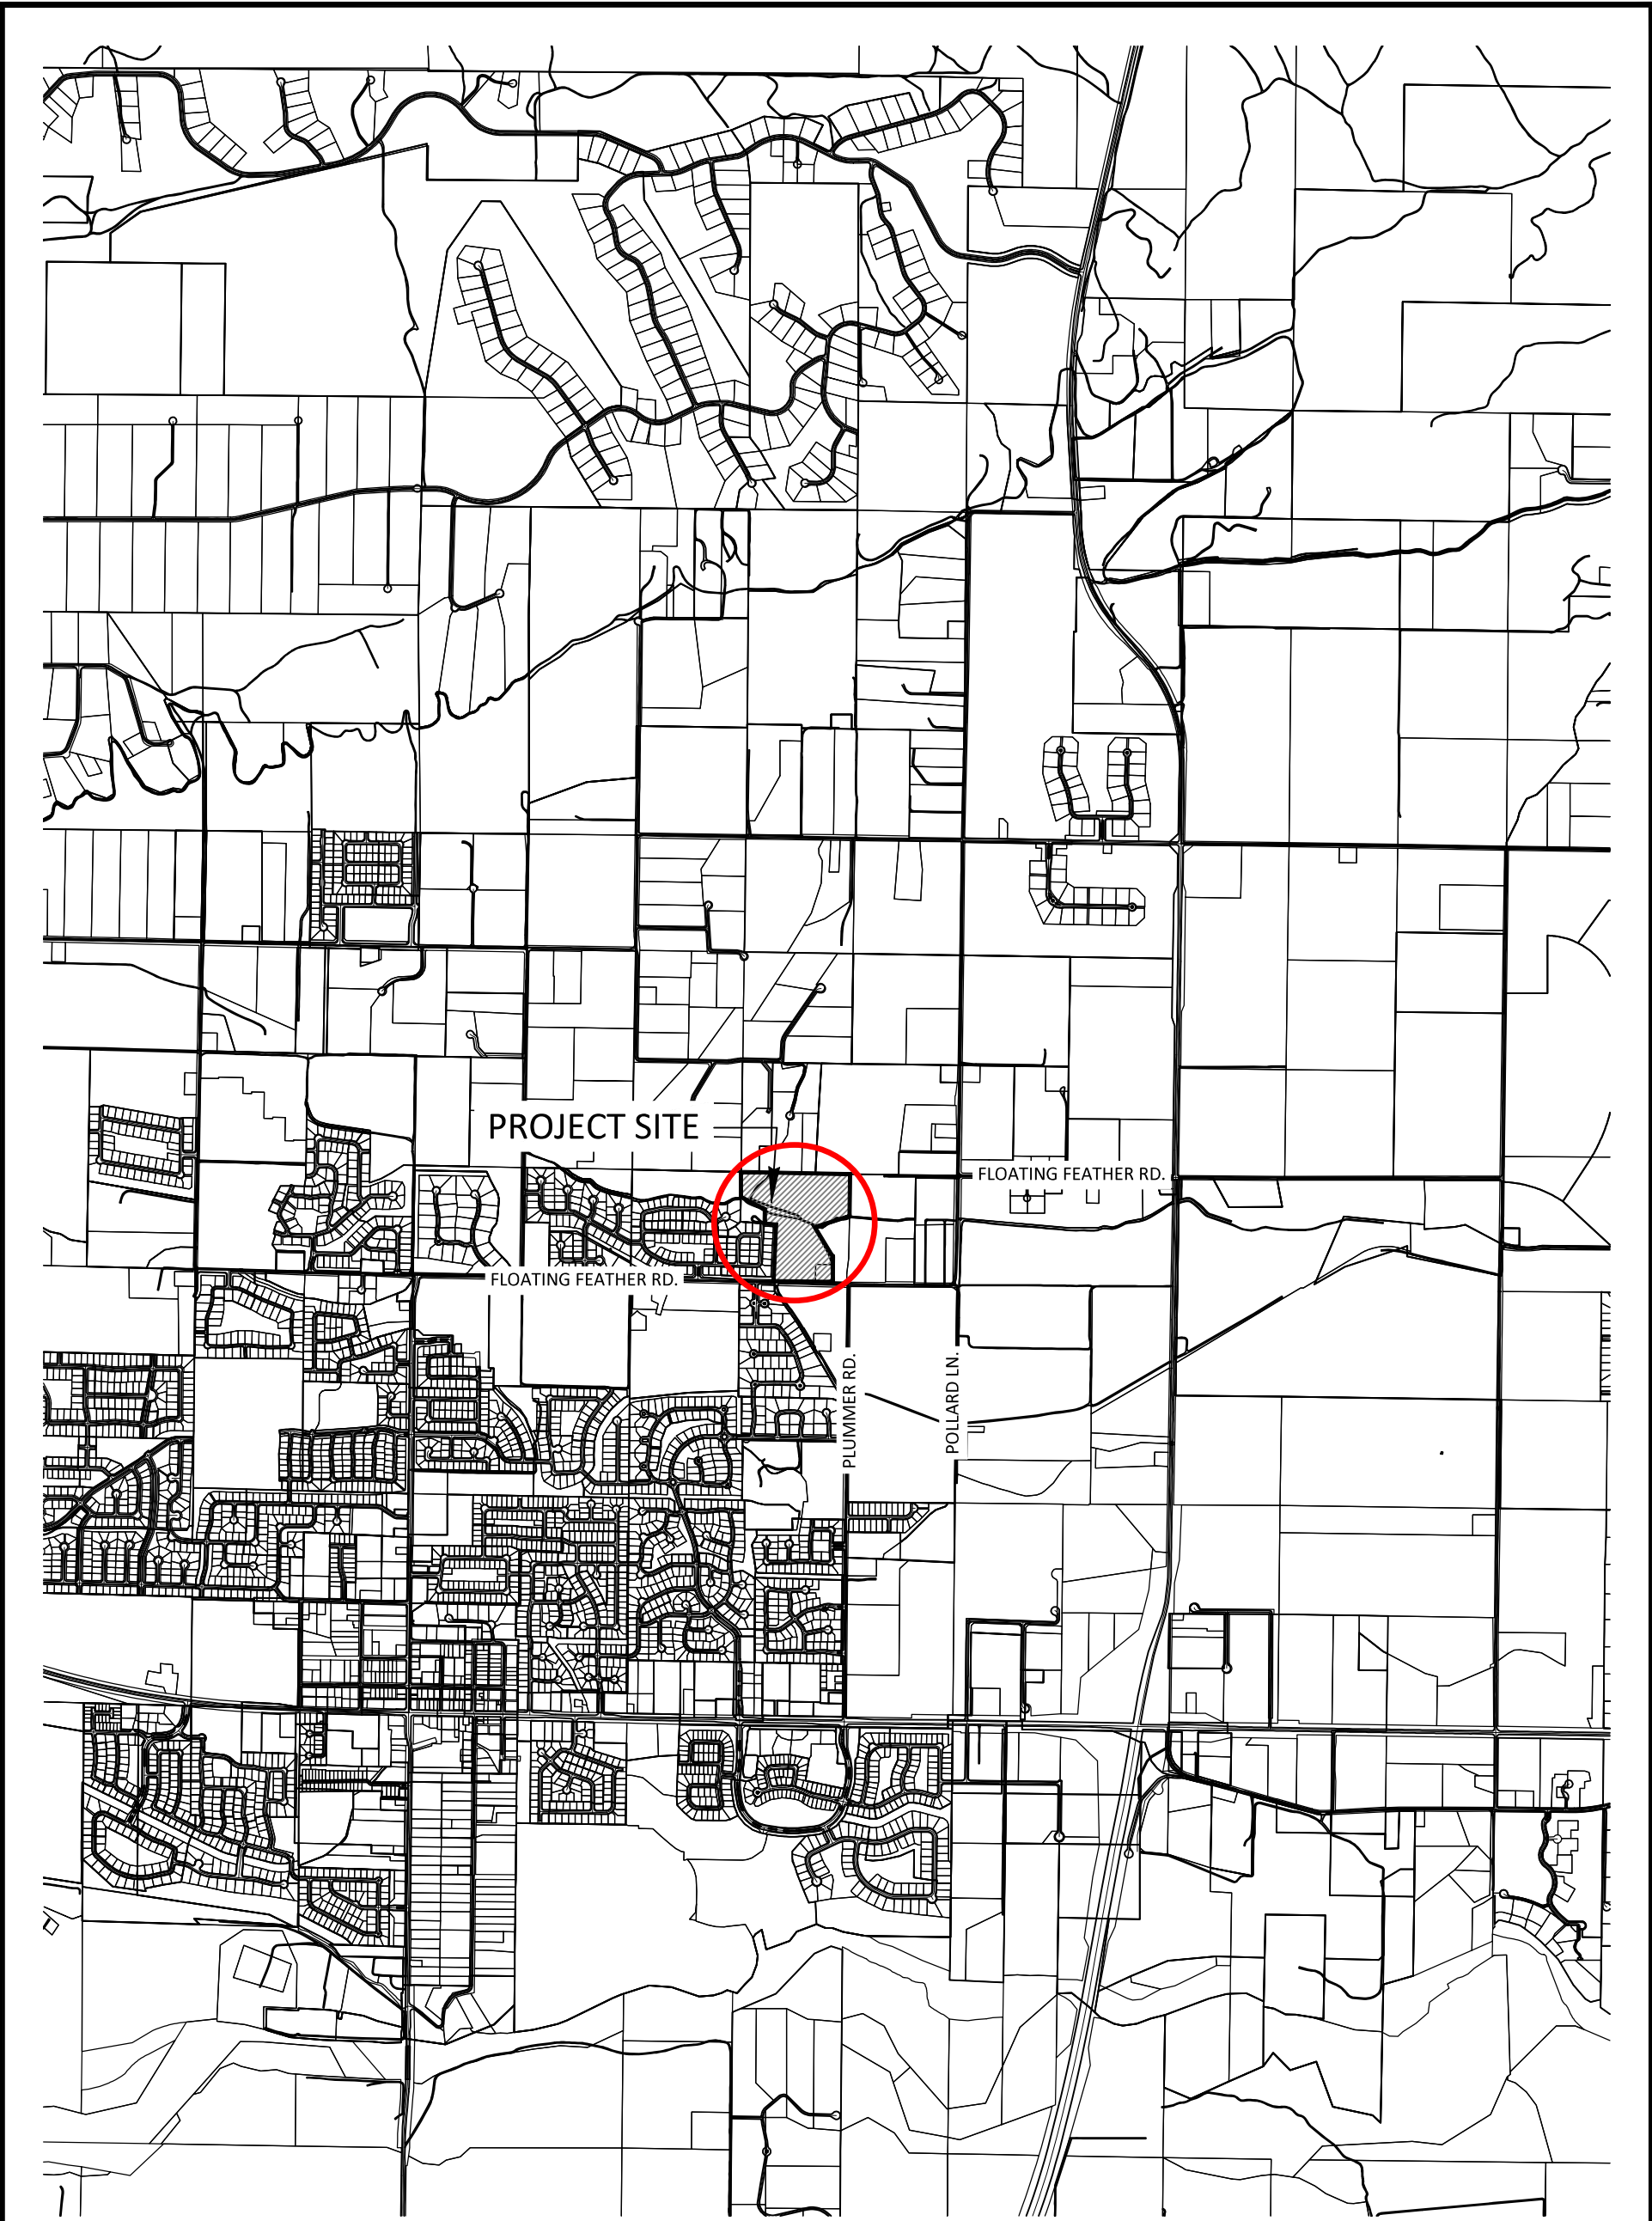 PROJECT SITE
FLOATING FEATHER RD.
FLOATING FEATHER RD.
PLUMMER RD.
POLLARD LN.